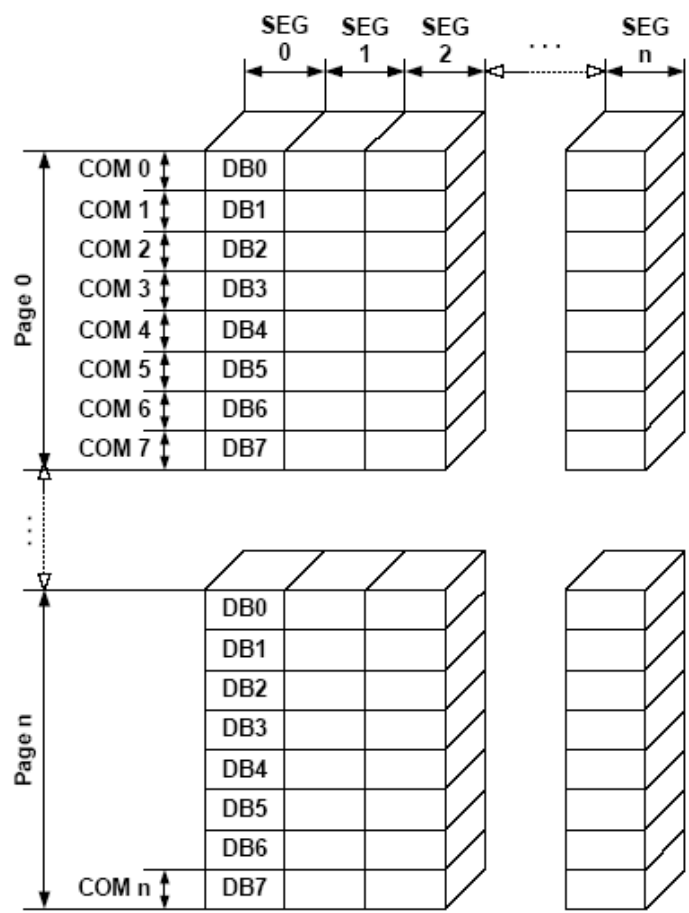 SEG 0 SEG 1 SEG 2 . . . SEG n
Page 0
COM 0 DB0
COM 1 DB1
COM 2 DB2
COM 3 DB3
COM 4 DB4
COM 5 DB5
COM 6 DB6
COM 7 DB7
. . .
Page n
DB0
DB1
DB2
DB3
DB4
DB5
DB6
COM n DB7